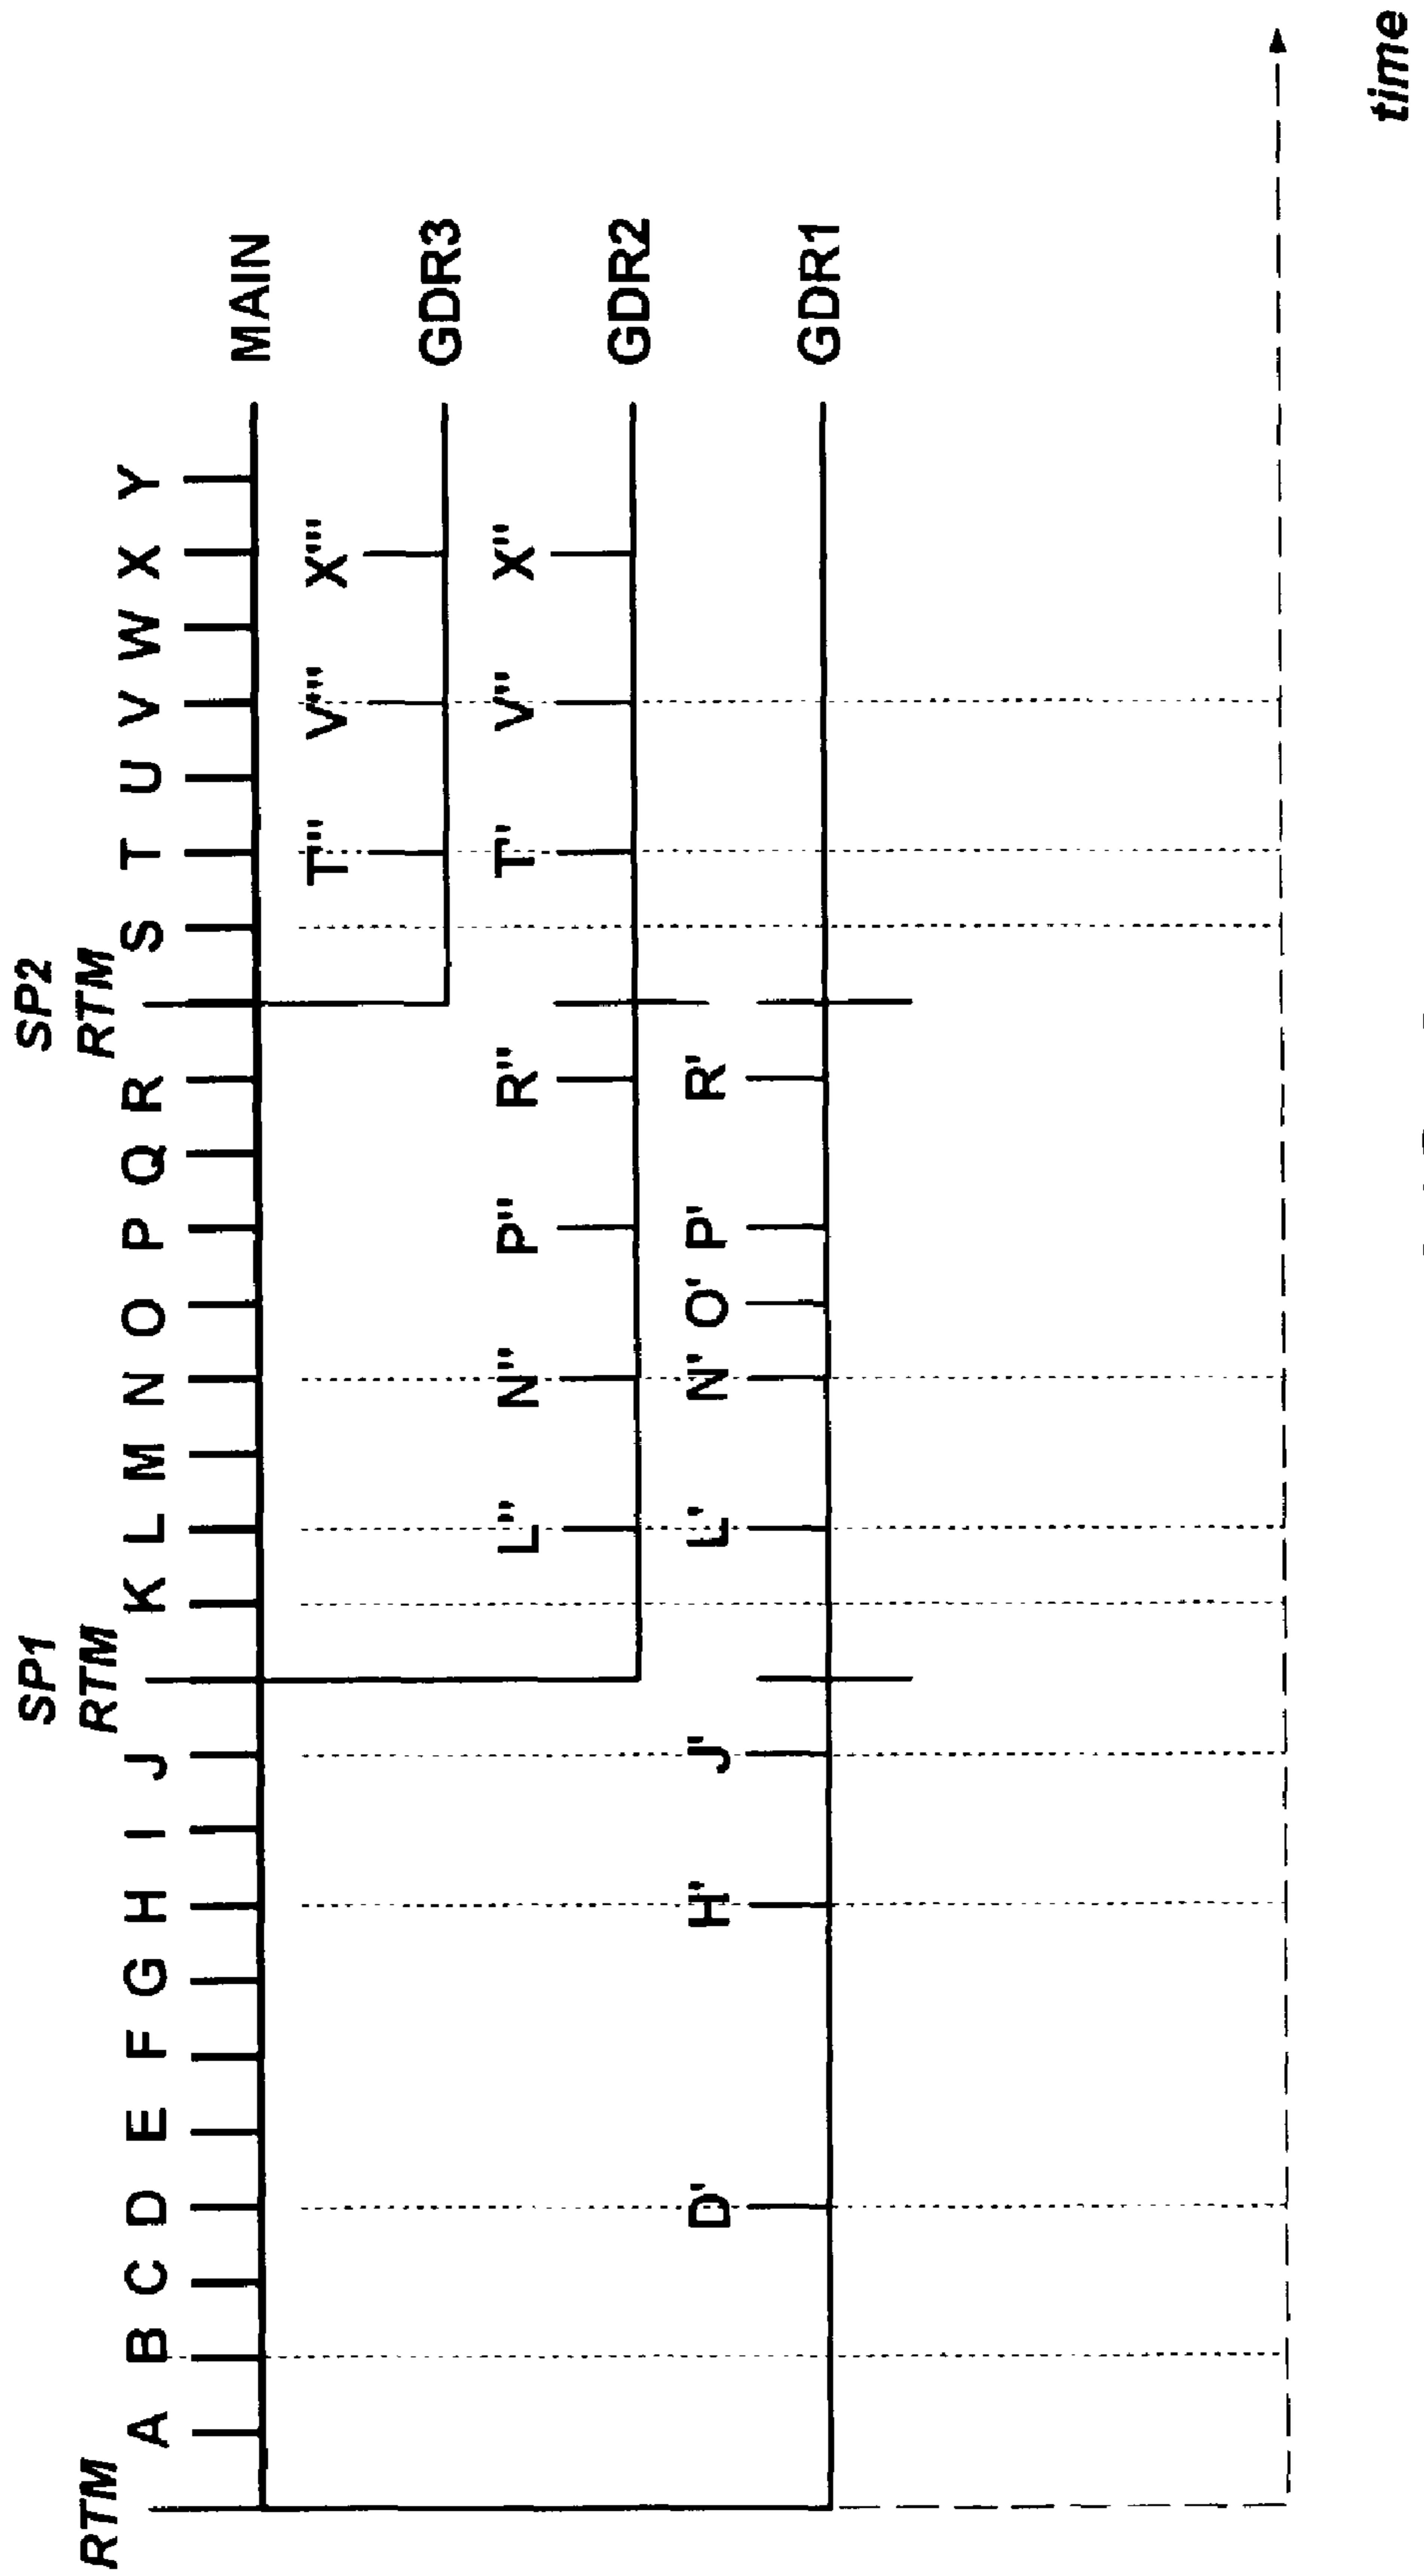 SP1 SP2
RTM RTM RTM
A B C D E F G H I J K L M N O P Q R S T U V W X Y
MAIN
T''' V''' X'''
GDR3
L'' N'' P'' R'' T'' V'' X''
GDR2
D' H' J' L' N' O' P' R'
GDR1
time